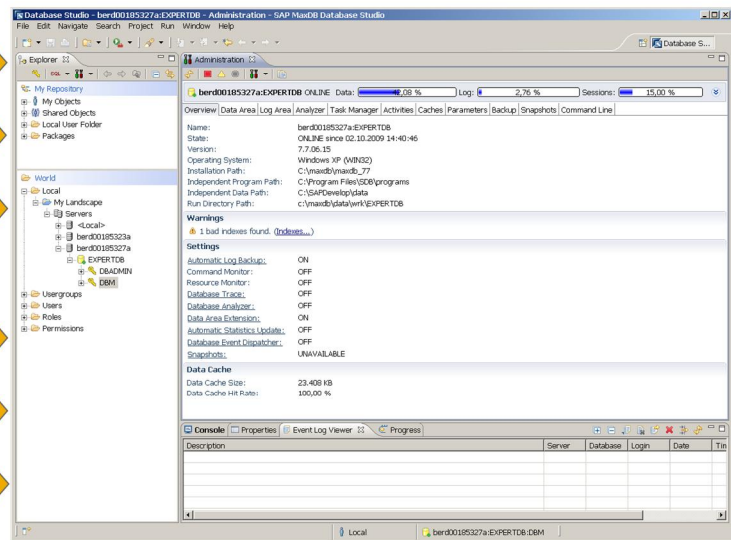 Database Studio - berd00185327a:EXPERTDB - Administration - SAP MaxDB Database Studio
File Edit Navigate Search Project Run Window Help
Database S...
Explorer
My Repository
My Objects
Shared Objects
Local User Folder
Packages
World
Local
My Landscape
Servers
<Local>
berd00185323a
berd00185327a
EXPERTDB
DBADMIN
DBM
Usergroups
Users
Roles
Permissions
Administration
berd00185327a:EXPERTDB ONLINE Data: 42,08 % Log: 2,76 % Sessions: 15,00 %
Overview Data Area Log Area Analyzer Task Manager Activities Caches Parameters Backup Snapshots Command Line
Name: berd00185327a:EXPERTDB
State: ONLINE since 02.10.2009 14:40:46
Version: 7.7.06.15
Operating System: Windows XP (WIN32)
Installation Path: C:\maxdb\maxdb_77
Independent Program Path: C:\Program Files\SDB\programs
Independent Data Path: C:\SAPDevelop\data
Run Directory Path: c:\maxdb\data\wrk\EXPERTDB
Warnings
1 bad indexes found. (Indexes...)
Settings
Automatic Log Backup: ON
Command Monitor: OFF
Resource Monitor: OFF
Database Trace: OFF
Database Analyzer: OFF
Data Area Extension: ON
Automatic Statistics Update: OFF
Database Event Dispatcher: OFF
Snapshots: UNAVAILABLE
Data Cache
Data Cache Size: 23.408 KB
Data Cache Hit Rate: 100,00 %
Console Properties Event Log Viewer Progress
Description Server Database Login Date Tim
Local berd00185327a:EXPERTDB:DBM